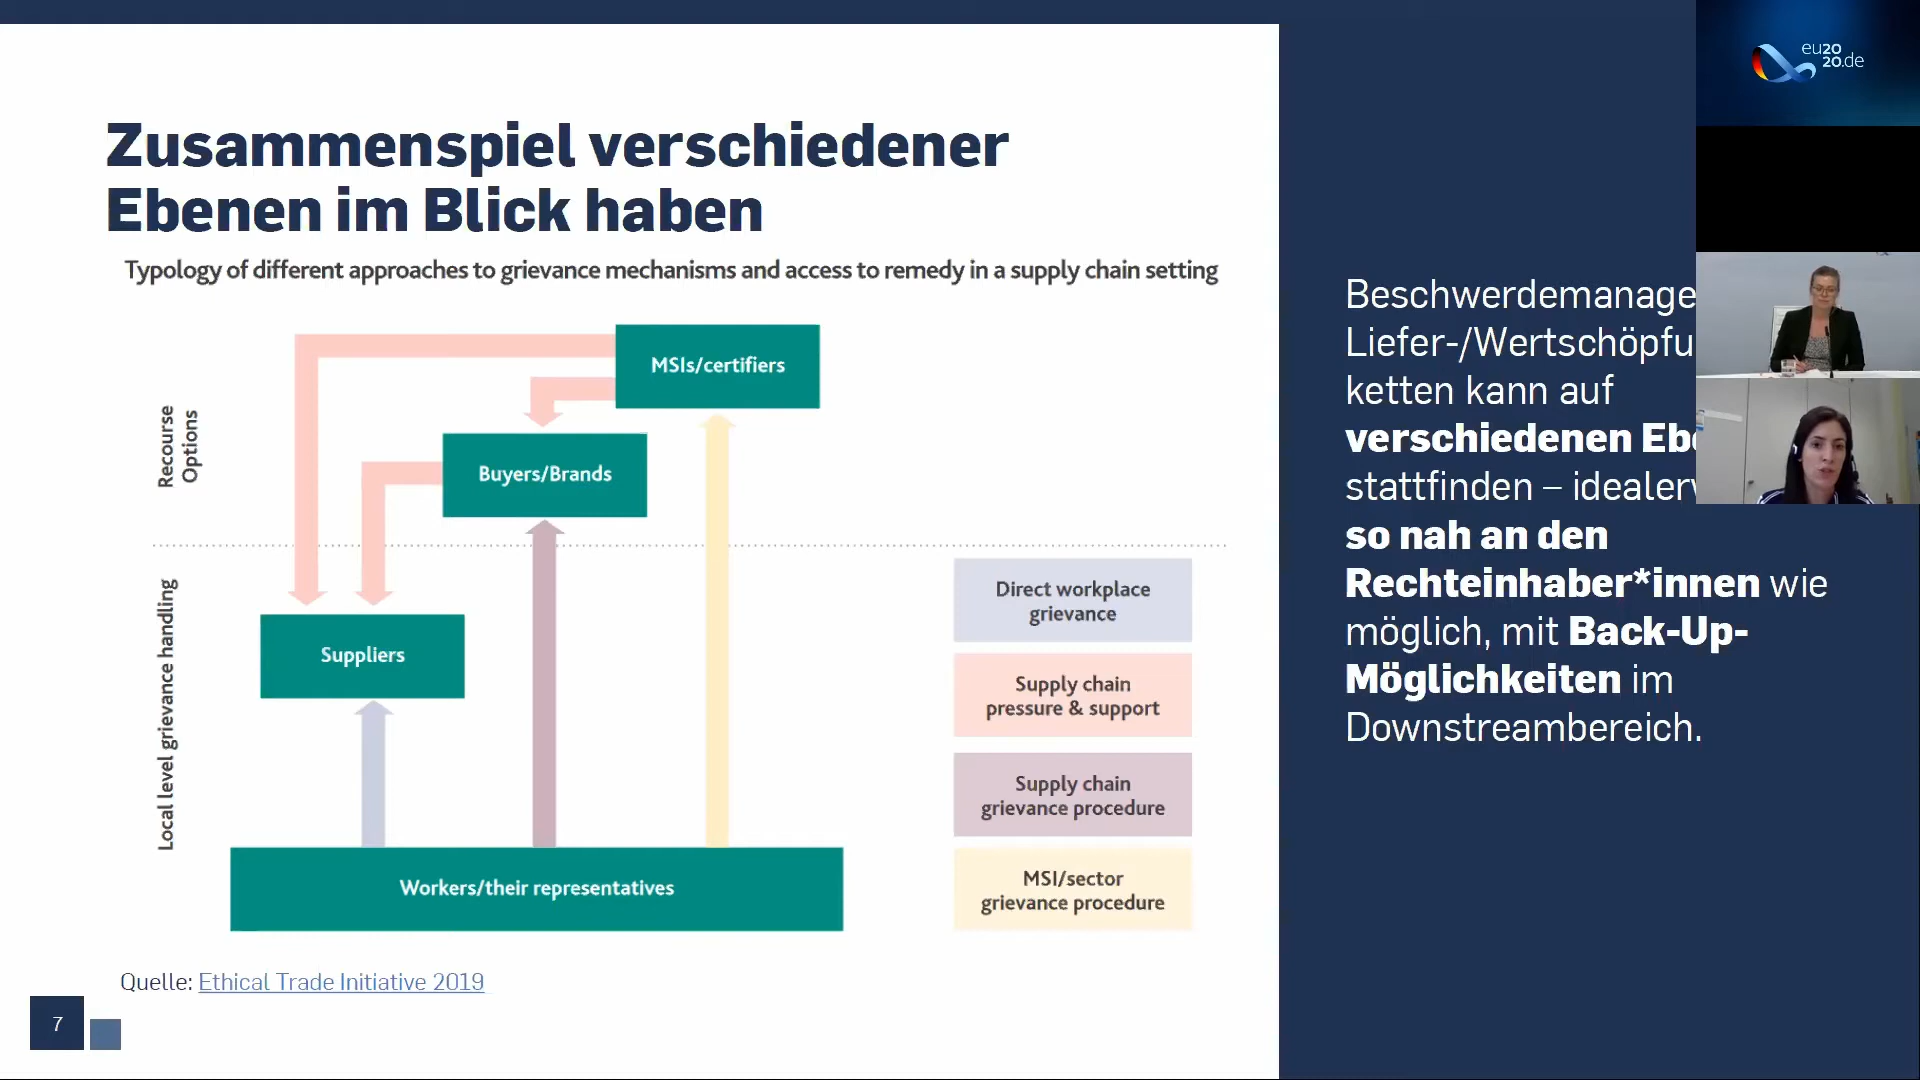 Zusammenspiel verschiedener
Ebenen im Blick haben
Typology of different approaches to grievance mechanisms and access to remedy in a supply chain setting
Recourse
Options
MSIs/certifiers
Buyers/Brands
Local level grievance handling
Suppliers
Workers/their representatives
Direct workplace
grievance
Supply chain
pressure & support
Supply chain
grievance procedure
MSI/sector
grievance procedure
Quelle: Ethical Trade Initiative 2019
7
Beschwerdemanage
Liefer-/Wertschöpfu
ketten kann auf
verschiedenen Eb
stattfinden – idealer
so nah an den
Rechteinhaber*innen wie
möglich, mit Back-Up-
Möglichkeiten im
Downstreambereich.
eu20
20.de